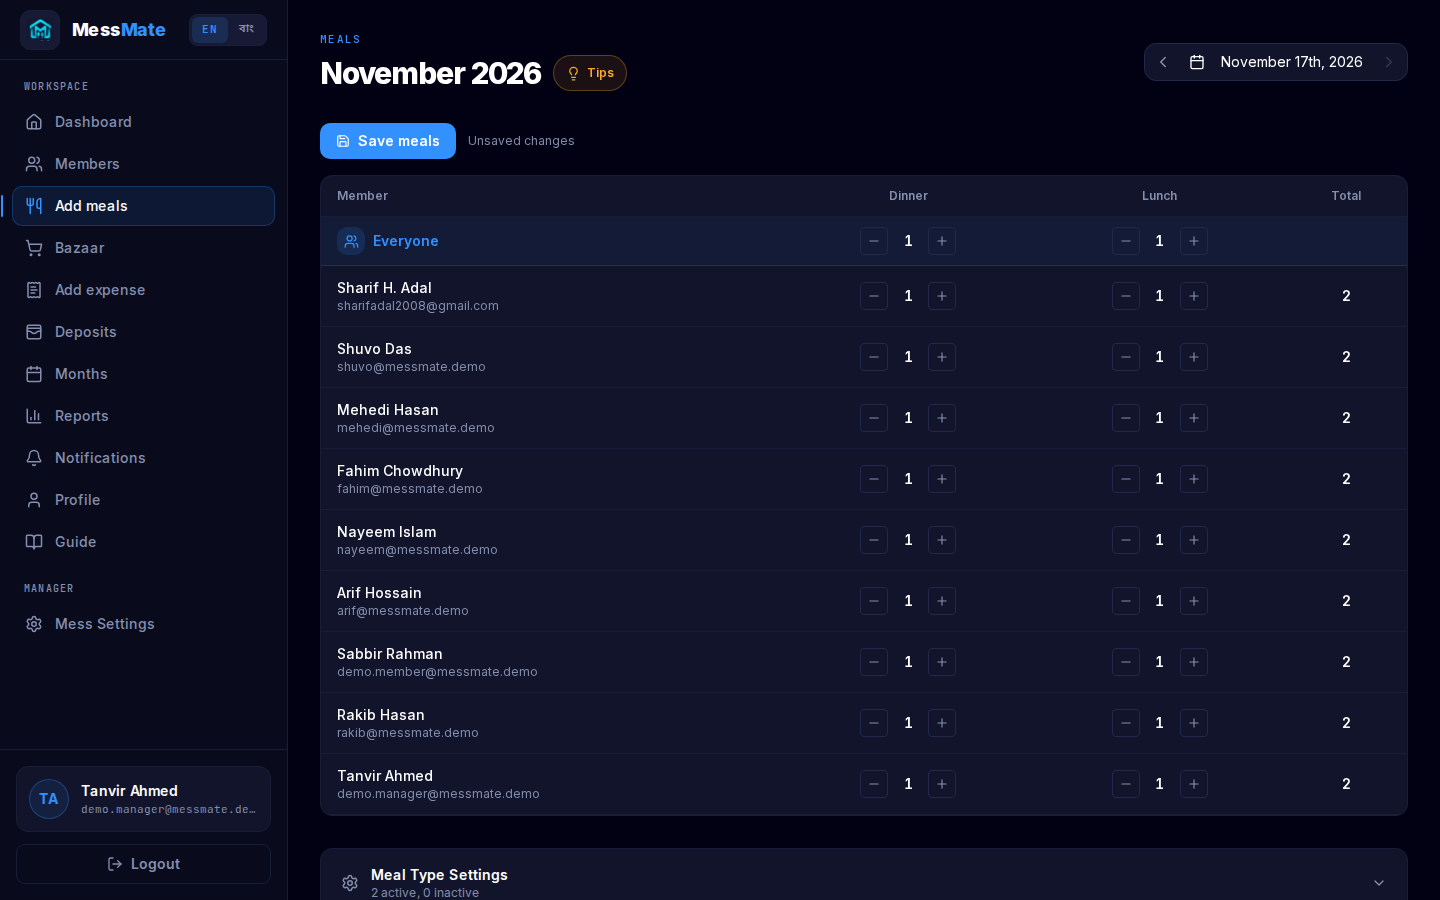 MessMate
EN বাং
WORKSPACE
Dashboard
Members
Add meals
Bazaar
Add expense
Deposits
Months
Reports
Notifications
Profile
Guide
MANAGER
Mess Settings
TA
Tanvir Ahmed
demo.manager@messmate.de…
Logout
MEALS
November 2026
Tips
November 17th, 2026
Save meals
Unsaved changes
Member Dinner Lunch Total
Everyone 1 1
Sharif H. Adal
sharifadal2008@gmail.com
1 1 2
Shuvo Das
shuvo@messmate.demo
1 1 2
Mehedi Hasan
mehedi@messmate.demo
1 1 2
Fahim Chowdhury
fahim@messmate.demo
1 1 2
Nayeem Islam
nayeem@messmate.demo
1 1 2
Arif Hossain
arif@messmate.demo
1 1 2
Sabbir Rahman
demo.member@messmate.demo
1 1 2
Rakib Hasan
rakib@messmate.demo
1 1 2
Tanvir Ahmed
demo.manager@messmate.demo
1 1 2
Meal Type Settings
2 active, 0 inactive